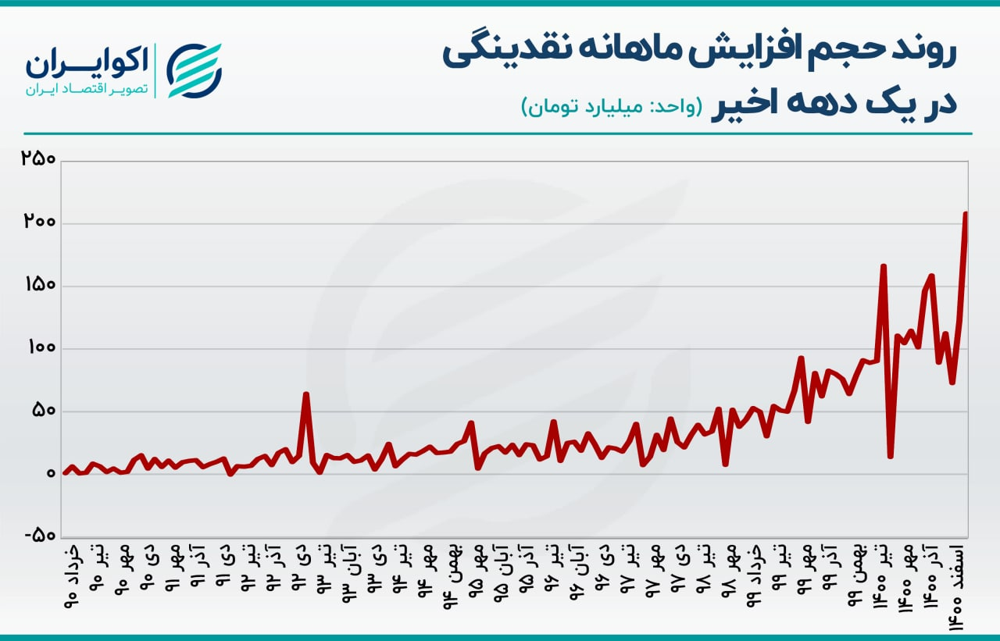 روند حجم افزایش ماهانه نقدینگی
در یک دهه اخیر (واحد: میلیارد تومان)
اکوایران
تصویر اقتصاد ایران
۲۵۰
۲۰۰
۱۵۰
۱۰۰
۵۰
۰
-۵۰
خرداد ۹۰
تیر ۹۰
مهر ۹۰
دی ۹۰
مهر ۹۱
آذر ۹۱
دی ۹۱
تیر ۹۲
آذر ۹۲
دی ۹۲
تیر ۹۳
آبان ۹۳
دی ۹۳
تیر ۹۴
مهر ۹۴
بهمن ۹۴
مهر ۹۵
آبان ۹۵
آذر ۹۵
تیر ۹۶
آبان ۹۶
دی ۹۶
تیر ۹۷
مهر ۹۷
دی ۹۷
تیر ۹۸
مهر ۹۸
خرداد ۹۹
تیر ۹۹
مهر ۹۹
آذر ۹۹
بهمن ۹۹
تیر ۱۴۰۰
مهر ۱۴۰۰
آذر ۱۴۰۰
اسفند ۱۴۰۰